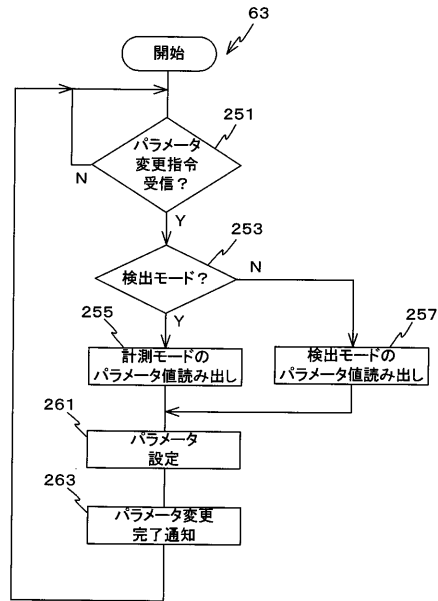 63
開始
251
パラメータ
変更指令
受信？
N
Y
253
検出モード？
N
255
Y
257
計測モードの
パラメータ値読み出し
検出モードの
パラメータ値読み出し
261
パラメータ
設定
263
パラメータ変更
完了通知